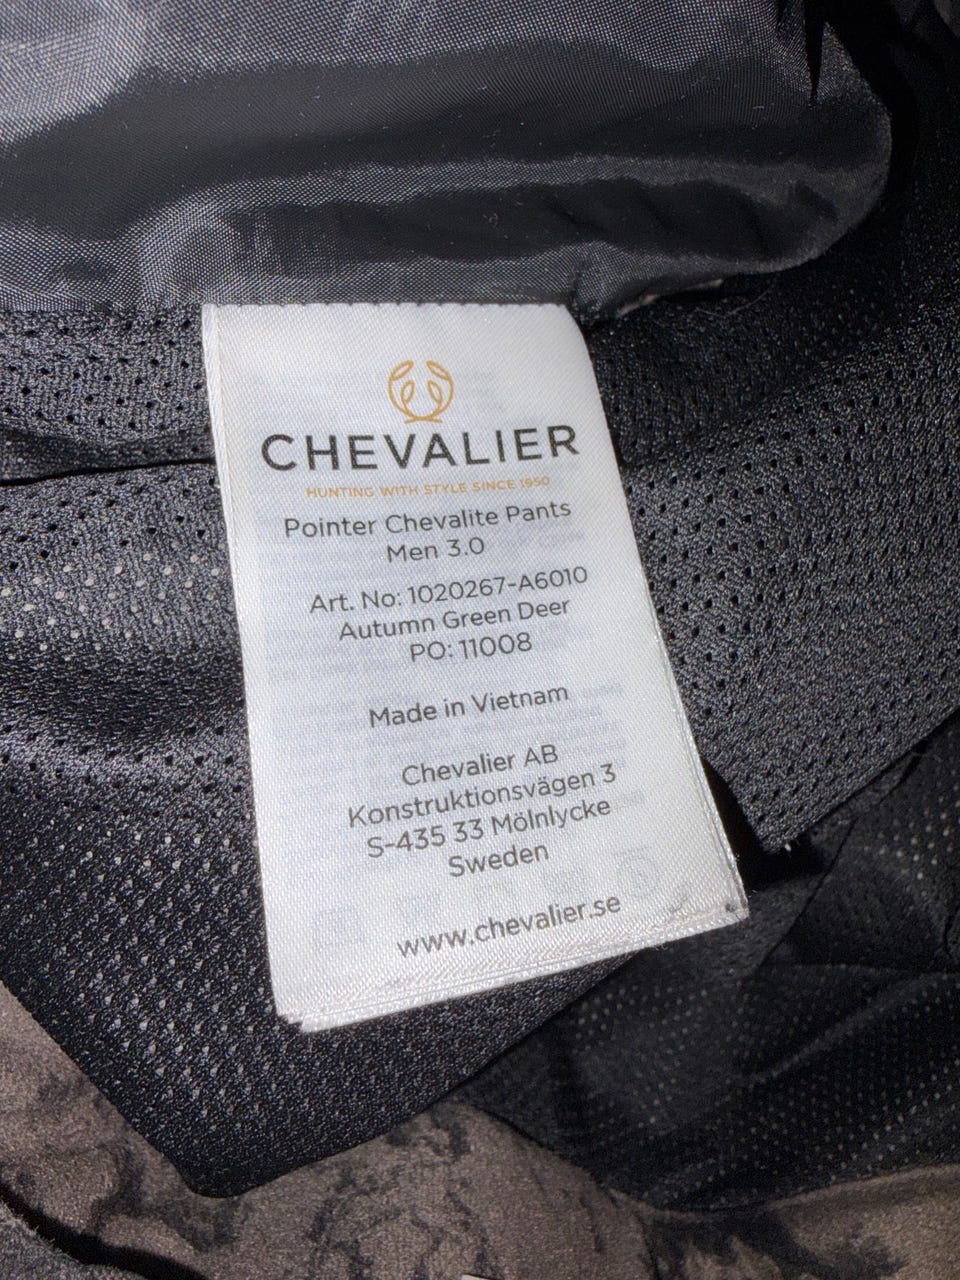 CHEVALIER
HUNTING WITH STYLE SINCE 1950
Pointer Chevalite Pants
Men 3.0
Art. No: 1020267-A6010
Autumn Green Deer
PO: 11008
Made in Vietnam
Chevalier AB
Konstruktionsvägen 3
S-435 33 Mölnlycke
Sweden
www.chevalier.se